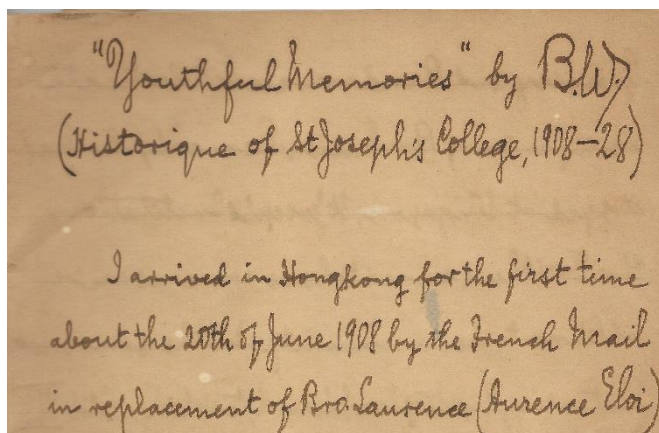 "Youthful Memories" by B.W.
(Historique of St Joseph's College, 1908-28)
I arrived in Hongkong for the first time
about the 20th of June 1908 by the French Mail
in replacement of Bro. Laurence (Aurence Eloi)